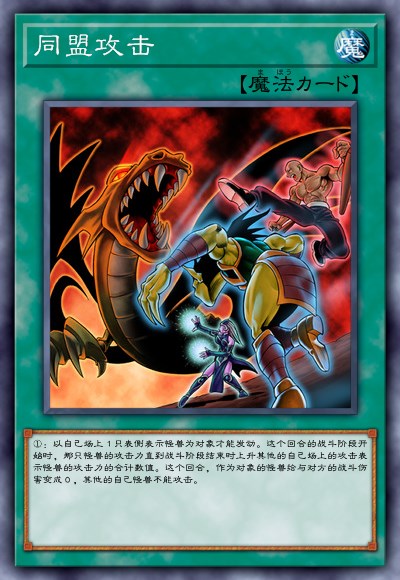 同盟攻击
魔
【魔法カード】
ま ほう
①：以自己场上１只表侧表示怪兽为对象才能发动。这个回合的战斗阶段开
始时，那只怪兽的攻击力直到战斗阶段结束时上升其他的自己场上的攻击表
示怪兽的攻击力的合计数值。这个回合，作为对象的怪兽给与对方的战斗伤
害变成０，其他的自己怪兽不能攻击。